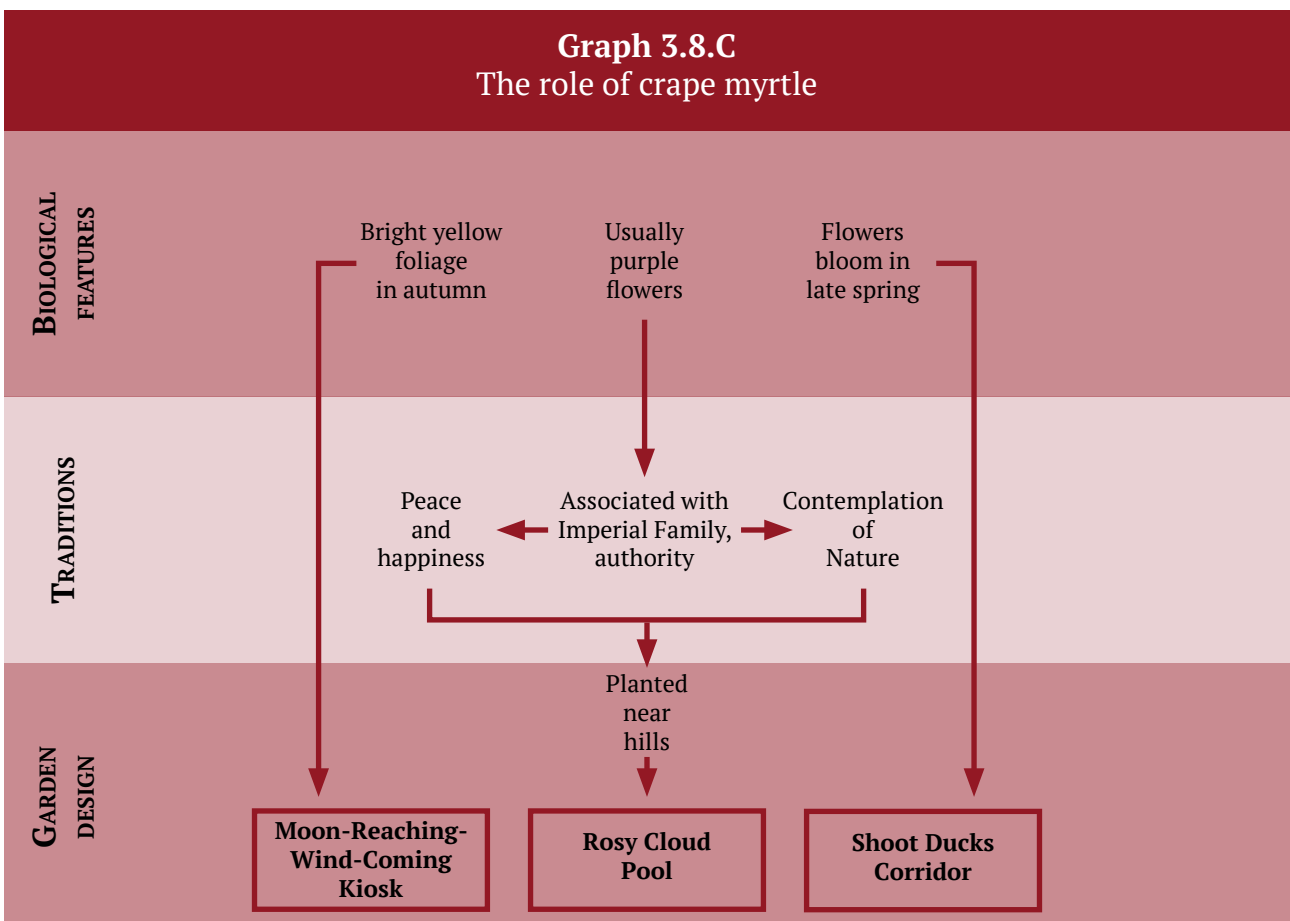 Graph 3.8.C
The role of crape myrtle
BIOLOGICAL
FEATURES
Bright yellow
foliage
in autumn
Usually
purple
flowers
Flowers
bloom in
late spring
TRADITIONS
Peace
and
happiness
Associated with
Imperial Family,
authority
Contemplation
of
Nature
GARDEN
DESIGN
Planted
near
hills
Moon-Reaching-
Wind-Coming
Kiosk
Rosy Cloud
Pool
Shoot Ducks
Corridor